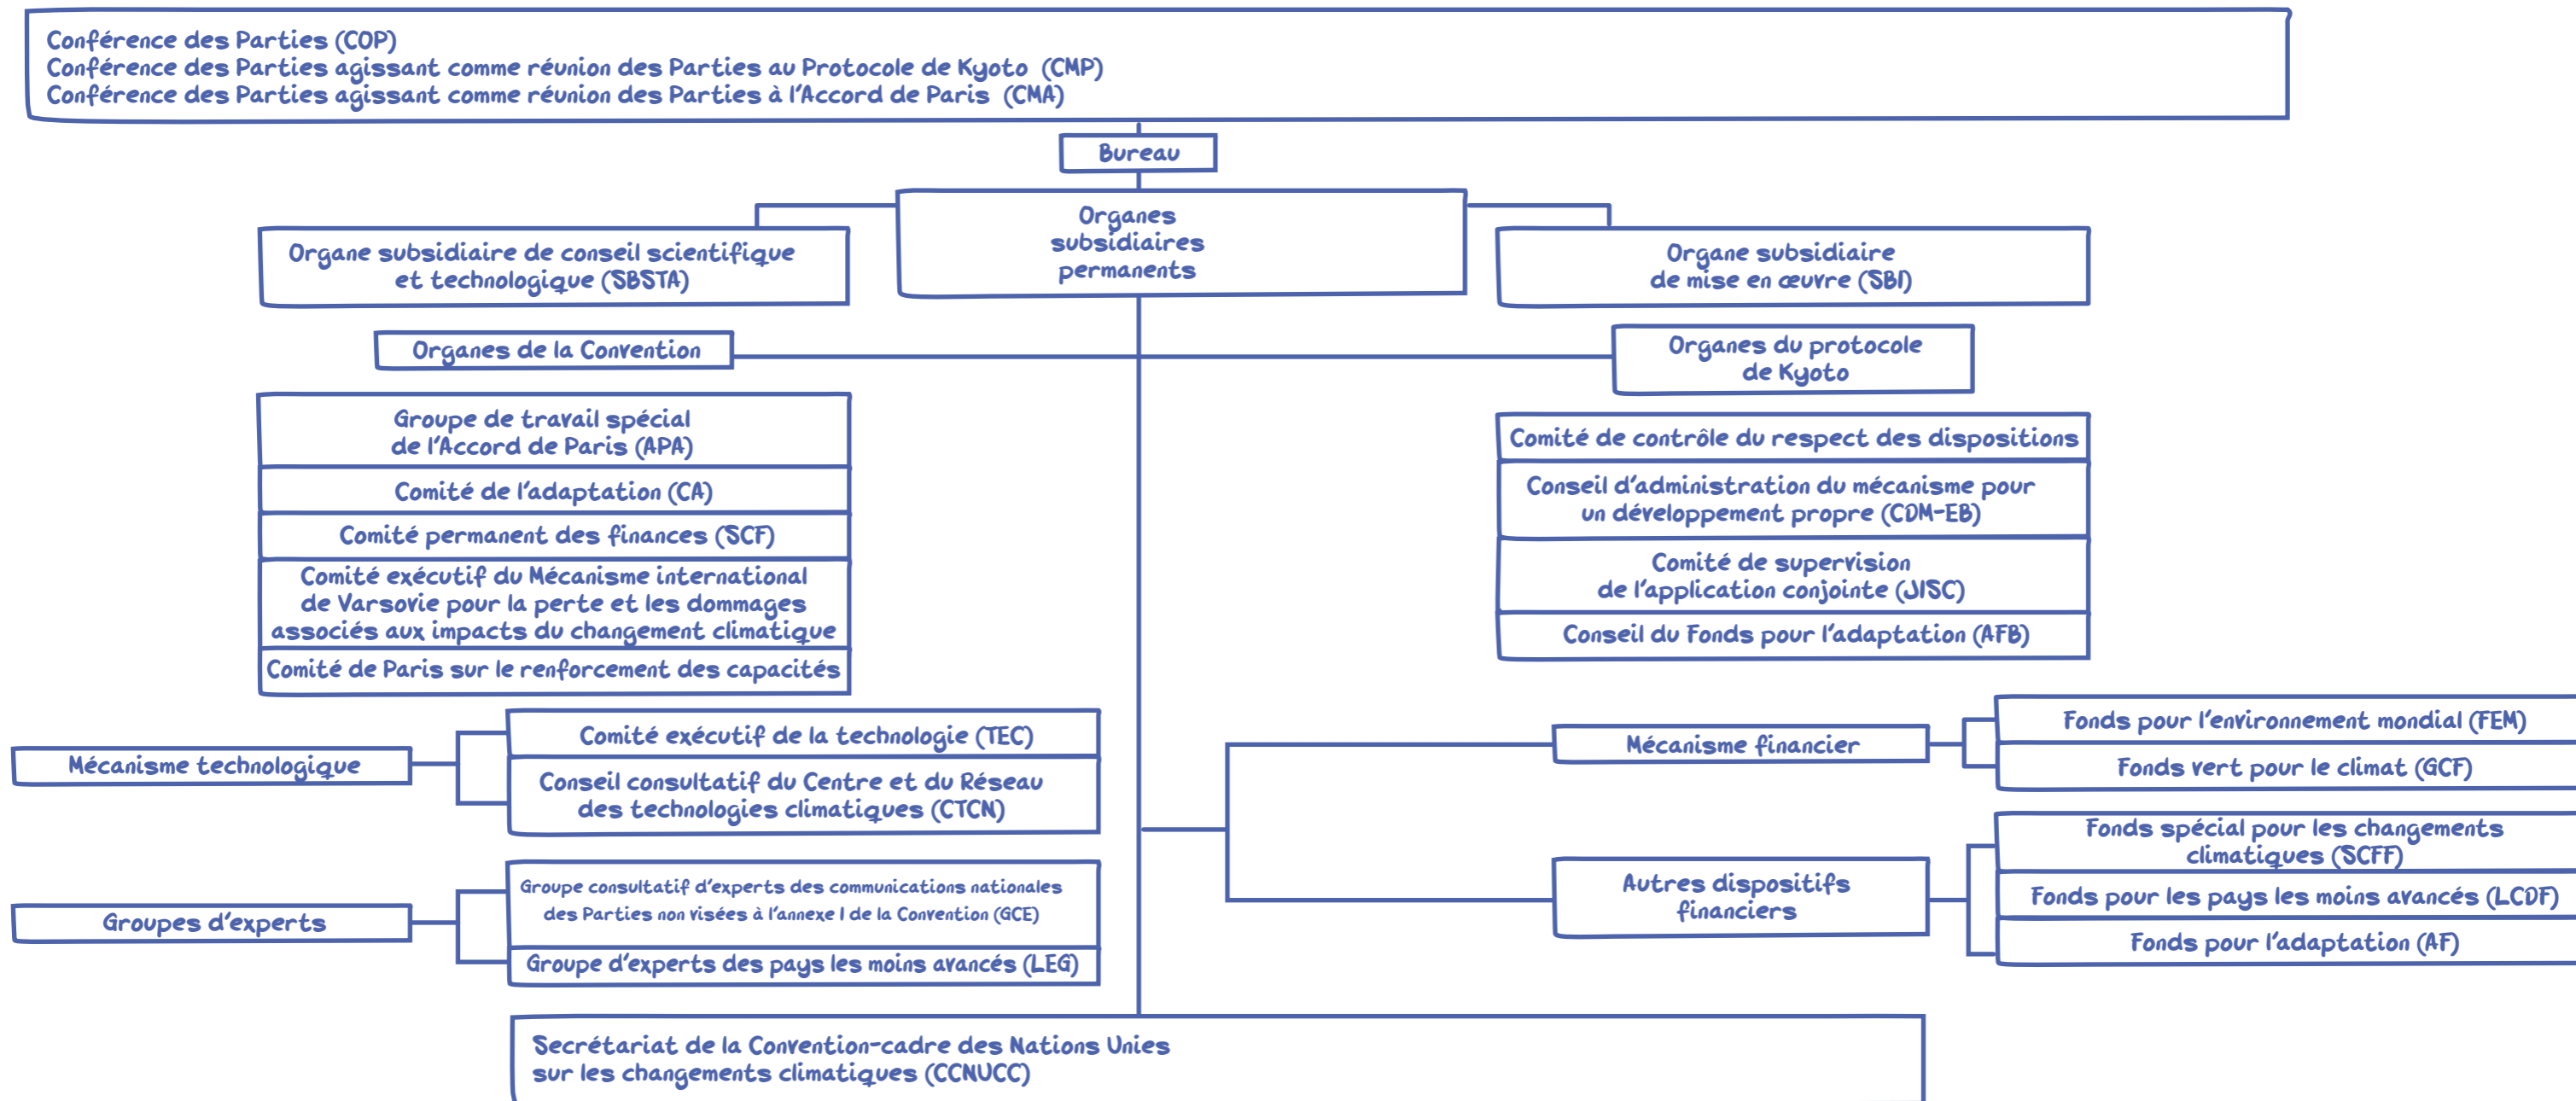 Conférence des Parties (COP)
Conférence des Parties agissant comme réunion des Parties au Protocole de Kyoto (CMP)
Conférence des Parties agissant comme réunion des Parties à l'Accord de Paris (CMA)
Bureau
Organes
subsidiaires
permanents
Organe subsidiaire de conseil scientifique
et technologique (SBSTA)
Organe subsidiaire
de mise en œuvre (SBI)
Organes de la Convention
Organes du protocole
de Kyoto
Groupe de travail spécial
de l'Accord de Paris (APA)
Comité de l'adaptation (CA)
Comité permanent des finances (SCF)
Comité exécutif du Mécanisme international
de Varsovie pour la perte et les dommages
associés aux impacts du changement climatique
Comité de Paris sur le renforcement des capacités
Comité de contrôle du respect des dispositions
Conseil d'administration du mécanisme pour
un développement propre (CDM-EB)
Comité de supervision
de l'application conjointe (JISC)
Conseil du Fonds pour l'adaptation (AFB)
Mécanisme technologique
Comité exécutif de la technologie (TEC)
Conseil consultatif du Centre et du Réseau
des technologies climatiques (CTCN)
Groupes d'experts
Groupe consultatif d'experts des communications nationales
des Parties non visées à l'annexe I de la Convention (GCE)
Groupe d'experts des pays les moins avancés (LEG)
Mécanisme financier
Fonds pour l'environnement mondial (FEM)
Fonds vert pour le climat (GCF)
Autres dispositifs
financiers
Fonds spécial pour les changements
climatiques (SCFF)
Fonds pour les pays les moins avancés (LCDF)
Fonds pour l'adaptation (AF)
Secrétariat de la Convention-cadre des Nations Unies
sur les changements climatiques (CCNUCC)